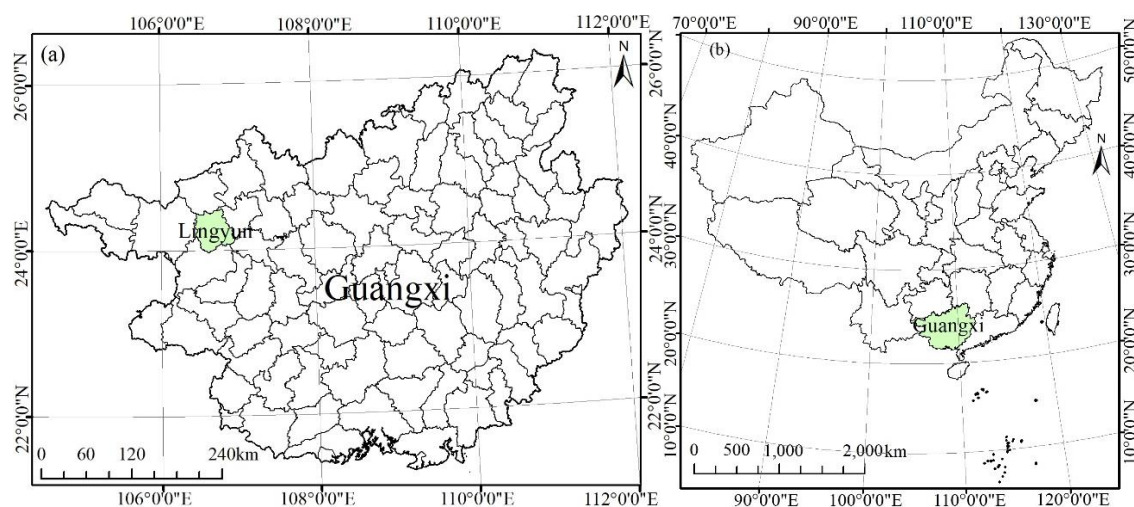 106°0'0"E 108°0'0"E 110°0'0"E 112°0'0"E
(a)
N
26°0'0"N
26°0'0"N
Lingyun
24°0'0"E
24°0'0"N
Guangxi
22°0'0"N
22°0'0"N
0 60 120 240km
106°0'0"E 108°0'0"E 110°0'0"E 112°0'0"E
70°0'0"E 90°0'0"E 110°0'0"E 130°0'0"E
(b)
N
40°0'0"N
40°0'0"N
30°0'0"N
30°0'0"N
Guangxi
20°0'0"N
20°0'0"N
10°0'0"N
10°0'0"N
0 500 1,000 2,000km
90°0'0"E 100°0'0"E 110°0'0"E 120°0'0"E